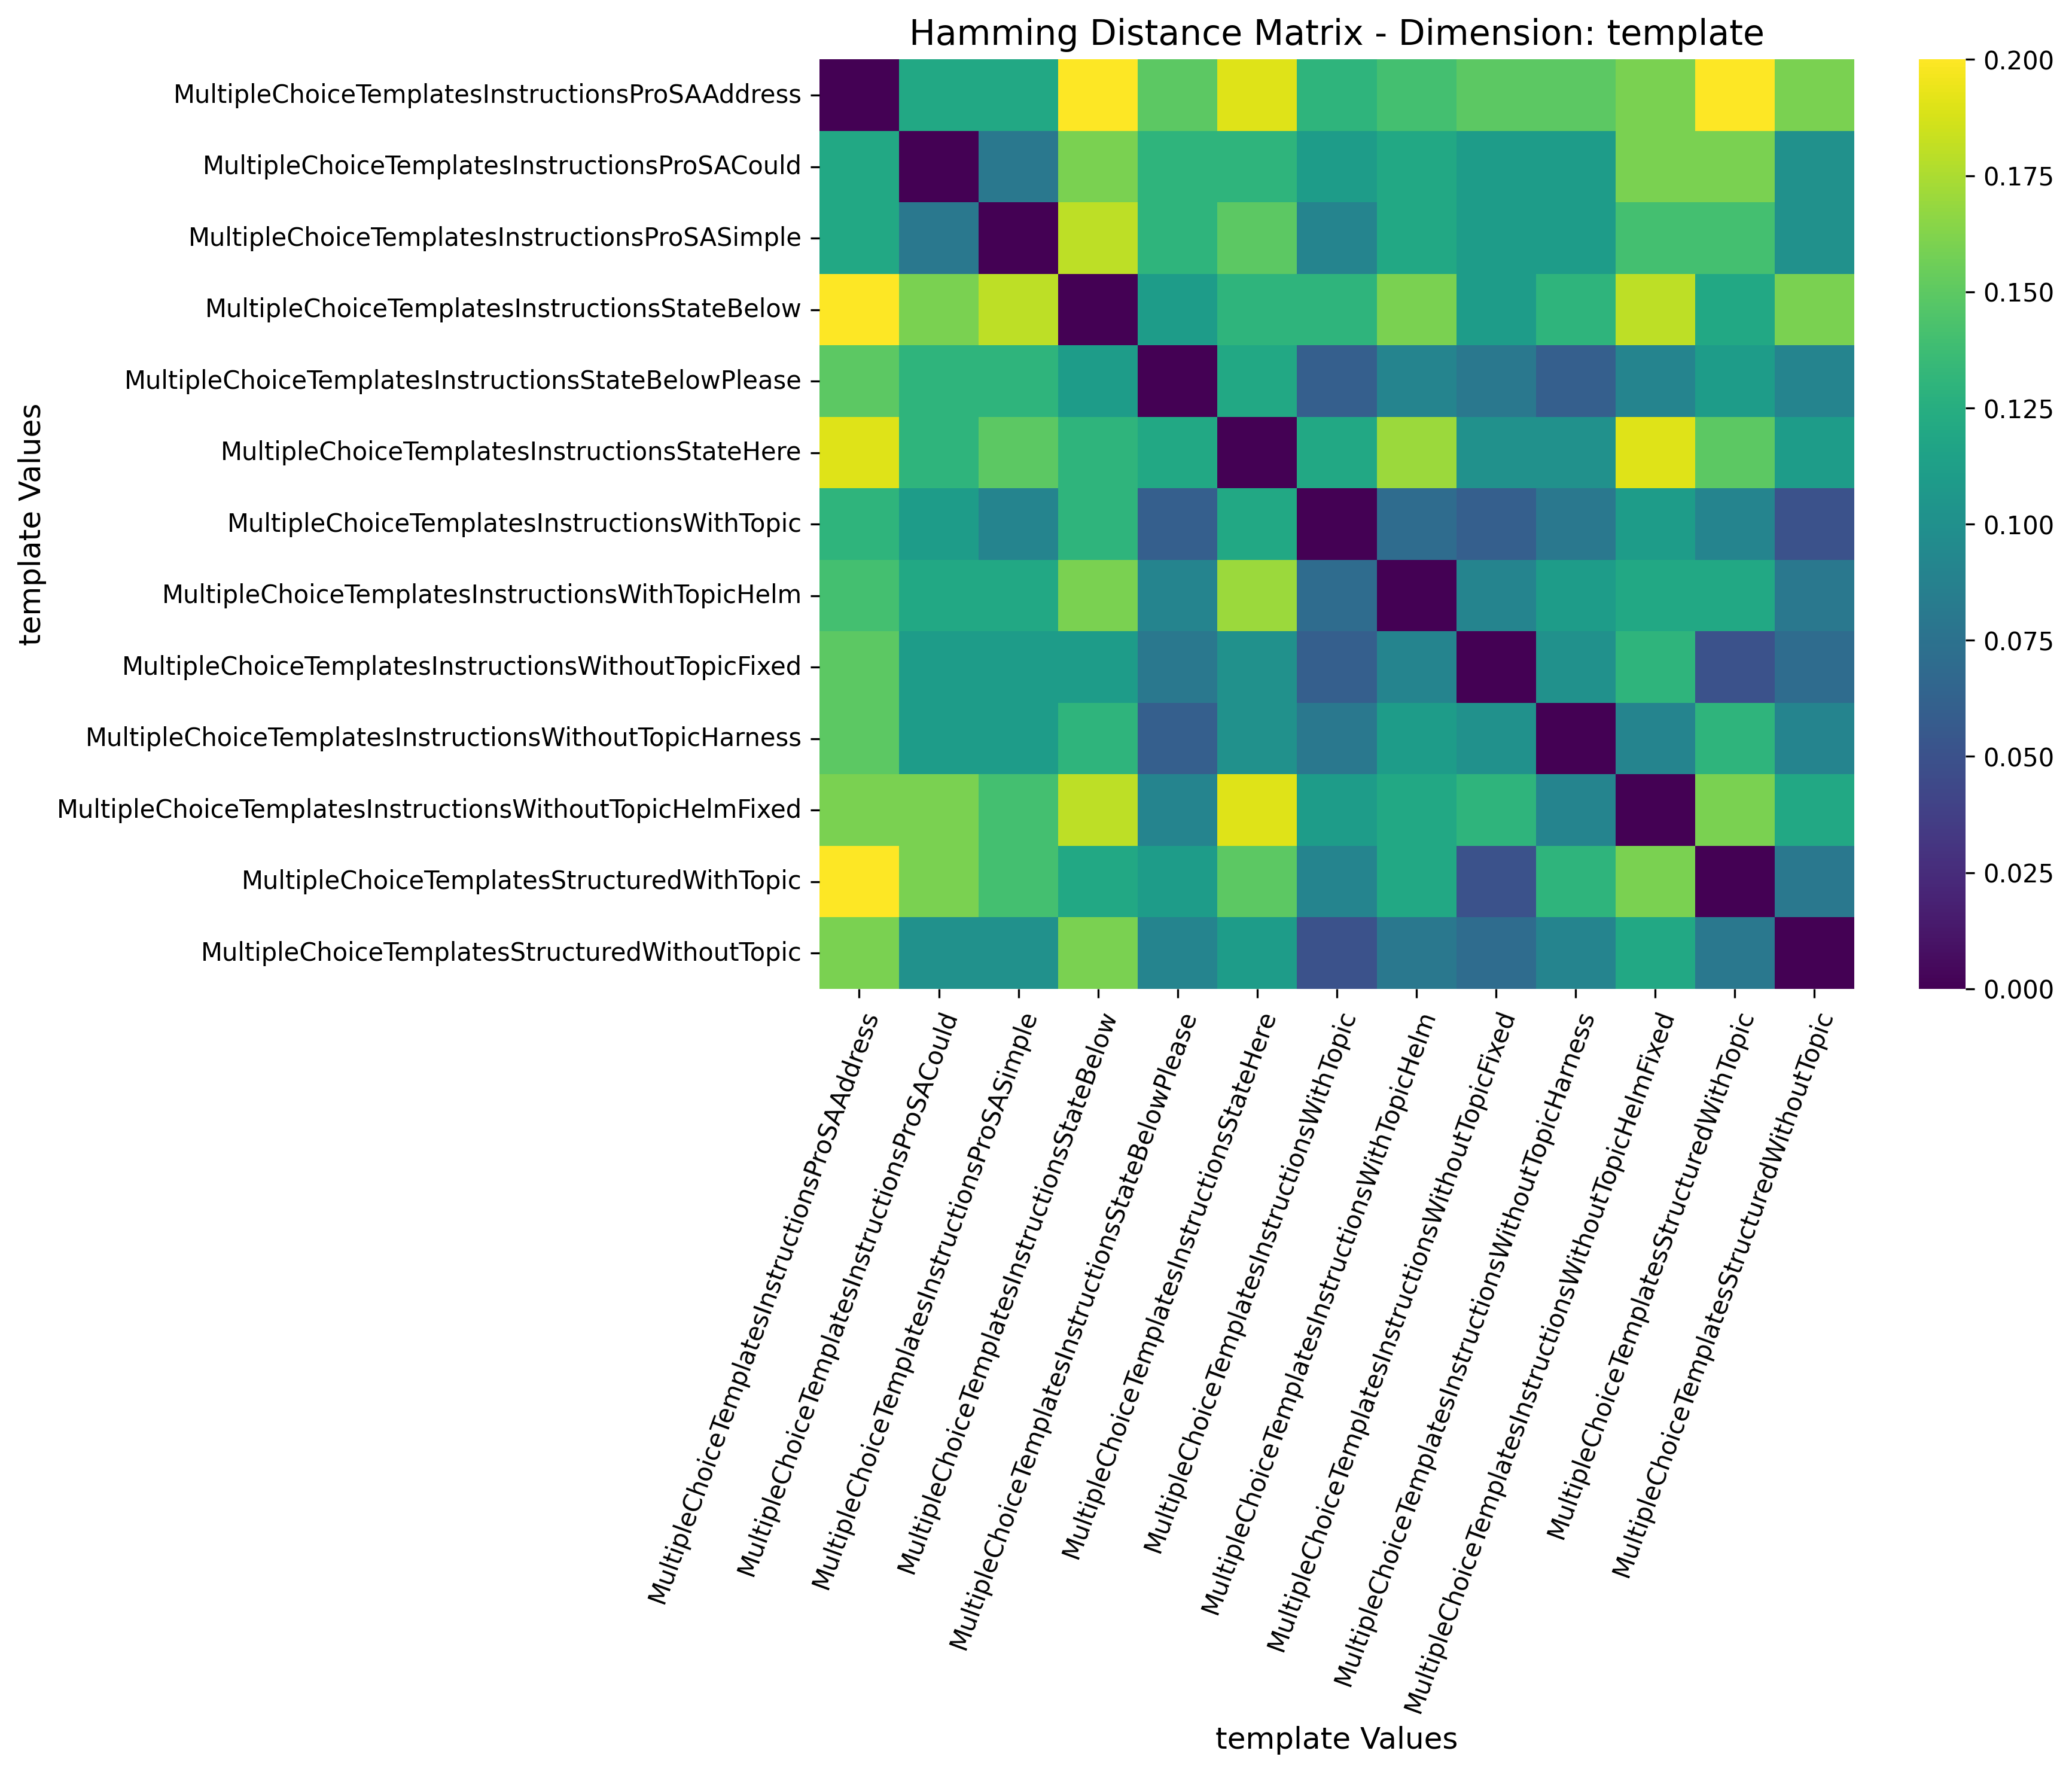 Hamming Distance Matrix - Dimension: template
template Values
MultipleChoiceTemplatesInstructionsProSAAddress
MultipleChoiceTemplatesInstructionsProSACould
MultipleChoiceTemplatesInstructionsProSASimple
MultipleChoiceTemplatesInstructionsStateBelow
MultipleChoiceTemplatesInstructionsStateBelowPlease
MultipleChoiceTemplatesInstructionsStateHere
MultipleChoiceTemplatesInstructionsWithTopic
MultipleChoiceTemplatesInstructionsWithTopicHelm
MultipleChoiceTemplatesInstructionsWithoutTopicFixed
MultipleChoiceTemplatesInstructionsWithoutTopicHarness
MultipleChoiceTemplatesInstructionsWithoutTopicHelmFixed
MultipleChoiceTemplatesStructuredWithTopic
MultipleChoiceTemplatesStructuredWithoutTopic
0.200
0.175
0.150
0.125
0.100
0.075
0.050
0.025
0.000
MultipleChoiceTemplatesInstructionsProSAAddress
MultipleChoiceTemplatesInstructionsProSACould
MultipleChoiceTemplatesInstructionsProSASimple
MultipleChoiceTemplatesInstructionsStateBelow
MultipleChoiceTemplatesInstructionsStateBelowPlease
MultipleChoiceTemplatesInstructionsStateHere
MultipleChoiceTemplatesInstructionsWithTopic
MultipleChoiceTemplatesInstructionsWithTopicHelm
MultipleChoiceTemplatesInstructionsWithoutTopicFixed
MultipleChoiceTemplatesInstructionsWithoutTopicHarness
MultipleChoiceTemplatesInstructionsWithoutTopicHelmFixed
MultipleChoiceTemplatesStructuredWithTopic
MultipleChoiceTemplatesStructuredWithoutTopic
template Values